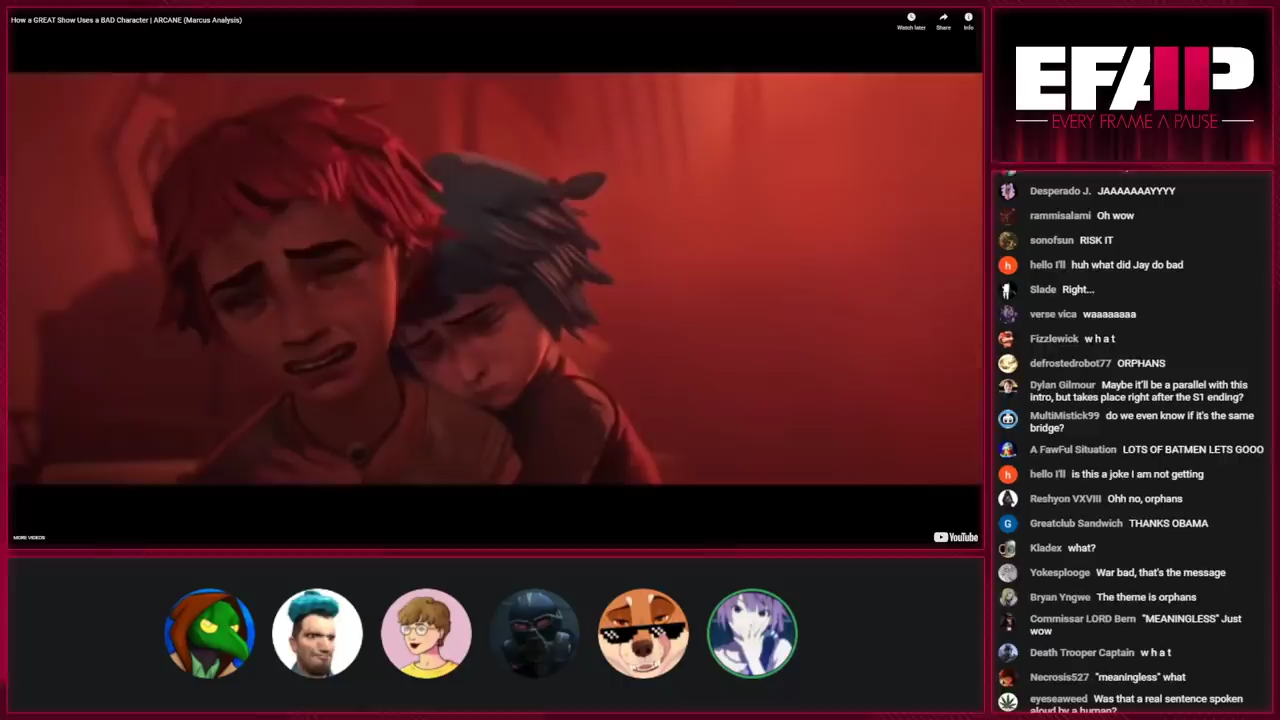 How a GREAT Show Uses a BAD Character | ARCANE (Marcus Analysis)
Watch later
Share
Info
MORE VIDEOS
YouTube
EFAP
EVERY FRAME A PAUSE
Desperado J. JAAAAAAAYYYY
rammisalami Oh wow
sonofsun RISK IT
h hello I'll huh what did Jay do bad
Slade Right...
verse vica waaaaaaaa
Fizzlewick w h a t
defrostedrobot77 ORPHANS
Dylan Gilmour Maybe it'll be a parallel with this
intro, but takes place right after the S1 ending?
MultiMistick99 do we even know if it's the same
bridge?
A FawFul Situation LOTS OF BATMEN LETS GOOO
h hello I'll is this a joke I am not getting
Reshyon VXVIII Ohh no, orphans
G Greatclub Sandwich THANKS OBAMA
Kladex what?
Yokesplooge War bad, that's the message
Bryan Yngwe The theme is orphans
Commissar LORD Bern "MEANINGLESS" Just
wow
Death Trooper Captain w h a t
Necrosis527 "meaningless" what
eyeseaweed Was that a real sentence spoken
aloud by a human?